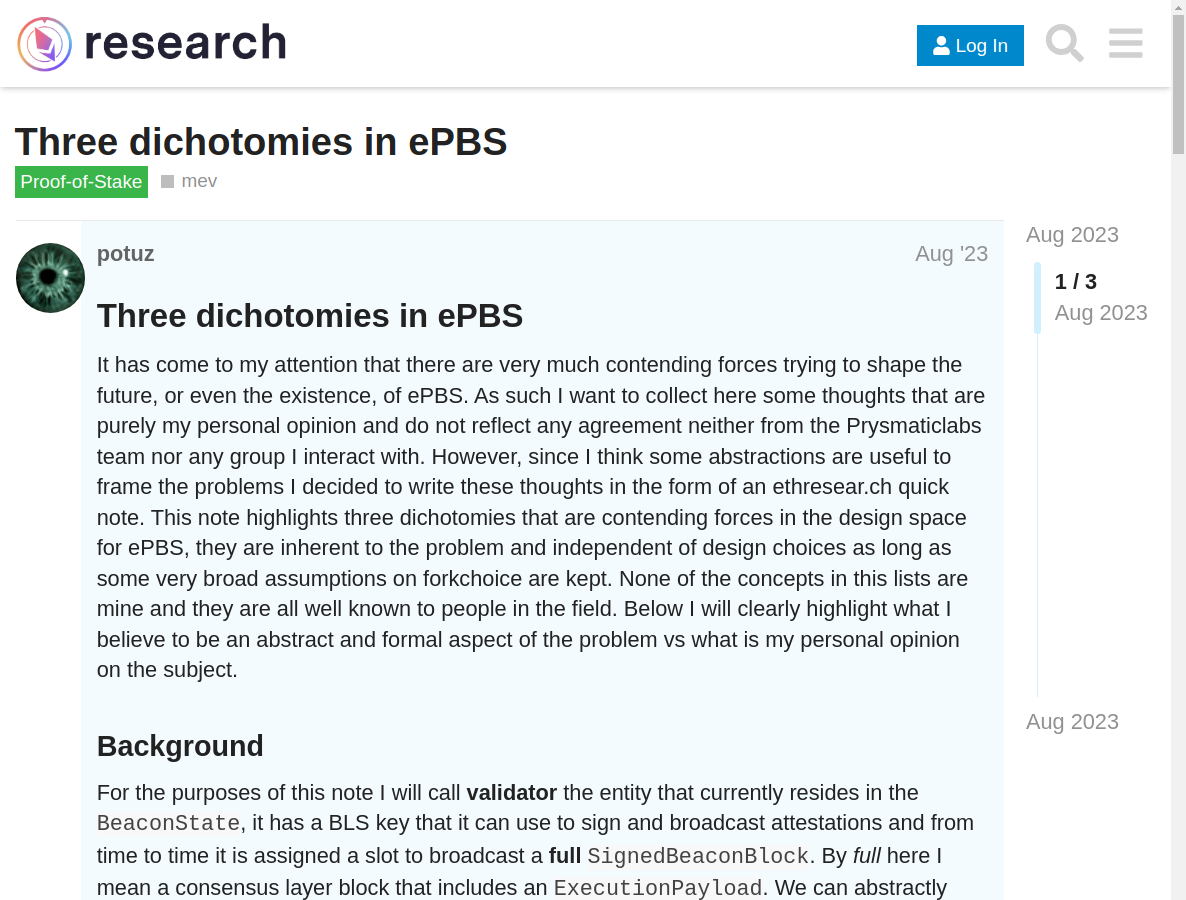 research
Log In
Three dichotomies in ePBS
Proof-of-Stake
mev
potuz
Aug '23
Three dichotomies in ePBS
It has come to my attention that there are very much contending forces trying to shape the
future, or even the existence, of ePBS. As such I want to collect here some thoughts that are
purely my personal opinion and do not reflect any agreement neither from the Prysmaticlabs
team nor any group I interact with. However, since I think some abstractions are useful to
frame the problems I decided to write these thoughts in the form of an ethresear.ch quick
note. This note highlights three dichotomies that are contending forces in the design space
for ePBS, they are inherent to the problem and independent of design choices as long as
some very broad assumptions on forkchoice are kept. None of the concepts in this lists are
mine and they are all well known to people in the field. Below I will clearly highlight what I
believe to be an abstract and formal aspect of the problem vs what is my personal opinion
on the subject.
Background
For the purposes of this note I will call validator the entity that currently resides in the
BeaconState, it has a BLS key that it can use to sign and broadcast attestations and from
time to time it is assigned a slot to broadcast a full SignedBeaconBlock. By full here I
mean a consensus layer block that includes an ExecutionPayload. We can abstractly
Aug 2023
1 / 3
Aug 2023
Aug 2023